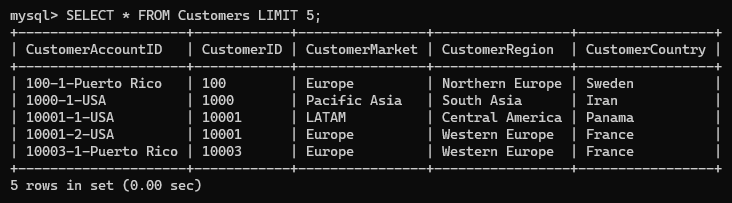 mysql> SELECT * FROM Customers LIMIT 5;
+--------------------+------------+----------------+-----------------+-----------------+
| CustomerAccountID | CustomerID | CustomerMarket | CustomerRegion | CustomerCountry |
+--------------------+------------+----------------+-----------------+-----------------+
| 100-1-Puerto Rico | 100 | Europe | Northern Europe | Sweden |
| 1000-1-USA | 1000 | Pacific Asia | South Asia | Iran |
| 10001-1-USA | 10001 | LATAM | Central America | Panama |
| 10001-2-USA | 10001 | Europe | Western Europe | France |
| 10003-1-Puerto Rico | 10003 | Europe | Western Europe | France |
+--------------------+------------+----------------+-----------------+-----------------+
5 rows in set (0.00 sec)